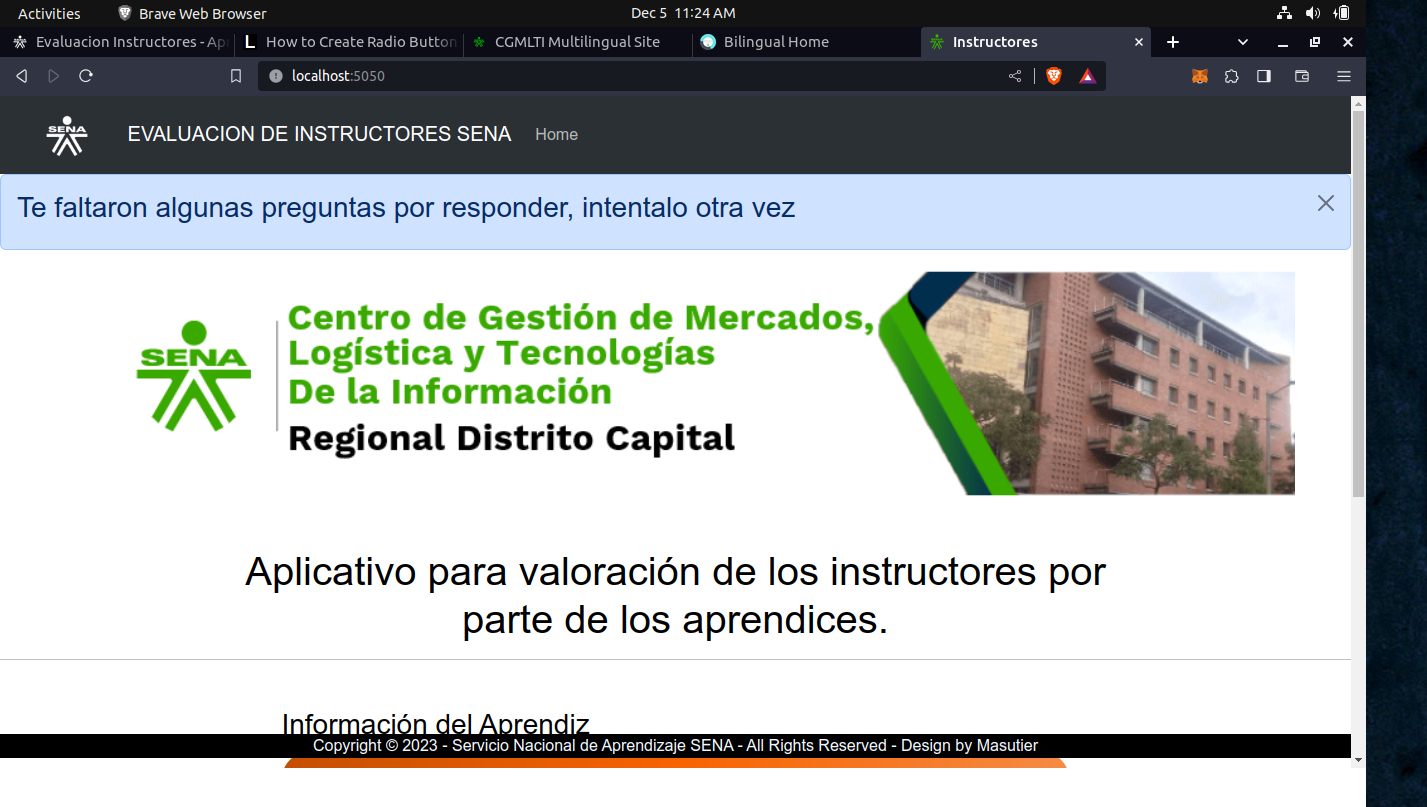 Activities
Brave Web Browser
Dec 5 11:24 AM
Evaluacion Instructores - Apr
How to Create Radio Button
CGMLTI Multilingual Site
Bilingual Home
Instructores
localhost:5050
SENA
EVALUACION DE INSTRUCTORES SENA
Home
Te faltaron algunas preguntas por responder, intentalo otra vez
SENA
Centro de Gestión de Mercados,
Logística y Tecnologías
De la Información
Regional Distrito Capital
Aplicativo para valoración de los instructores por
parte de los aprendices.
Información del Aprendiz
Copyright © 2023 - Servicio Nacional de Aprendizaje SENA - All Rights Reserved - Design by Masutier